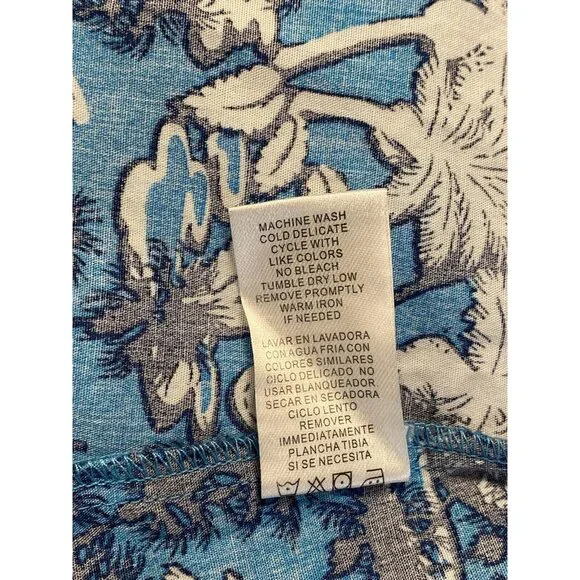 MACHINE WASH
COLD DELICATE
CYCLE WITH
LIKE COLORS
NO BLEACH
TUMBLE DRY LOW
REMOVE PROMPTLY
WARM IRON
IF NEEDED
LAVAR EN LAVADORA
CON AGUA FRIA CON
COLORES SIMILARES
CICLO DELICADO NO
USAR BLANQUEADOR
SECAR EN SECADORA
CICLO LENTO
REMOVER
IMMEDIATAMENTE
PLANCHA TIBIA
SI SE NECESITA